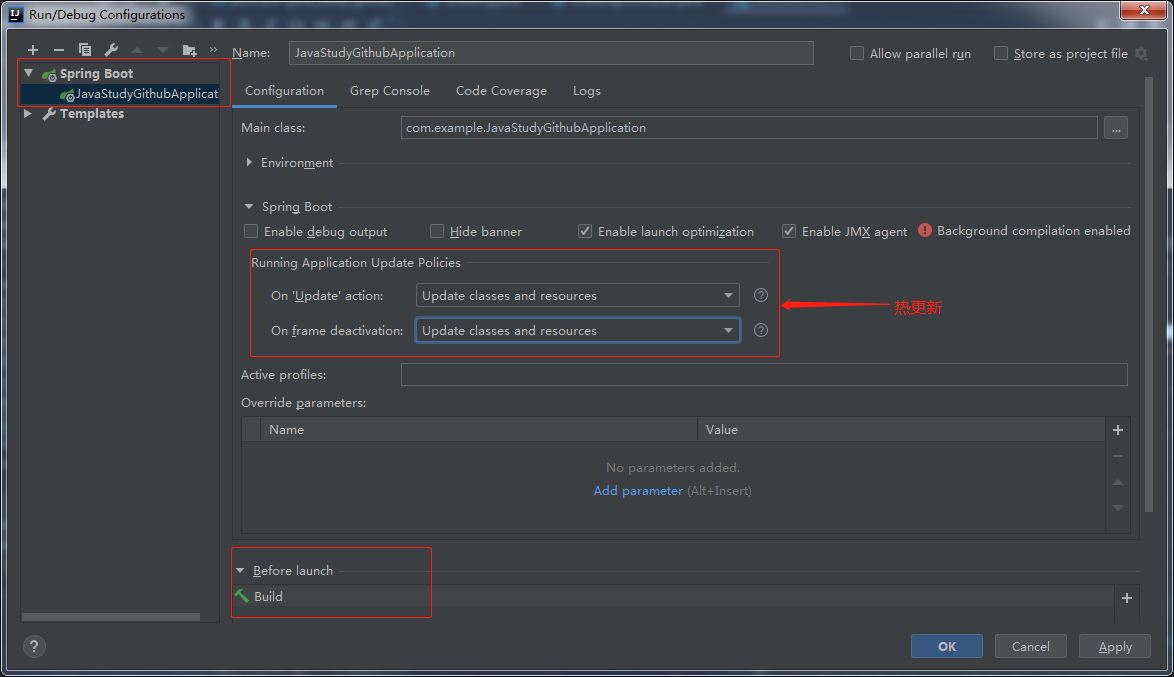 Run/Debug Configurations
Name: JavaStudyGithubApplication
Allow parallel run
Store as project file
Spring Boot
JavaStudyGithubApplicat
Templates
Configuration Grep Console Code Coverage Logs
Main class: com.example.JavaStudyGithubApplication ...
Environment
Spring Boot
Enable debug output Hide banner Enable launch optimization Enable JMX agent Background compilation enabled
Running Application Update Policies
On 'Update' action: Update classes and resources ?
热更新
On frame deactivation: Update classes and resources ?
Active profiles:
Override parameters:
Name Value
No parameters added.
Add parameter (Alt+Insert)
Before launch
Build
? OK Cancel Apply